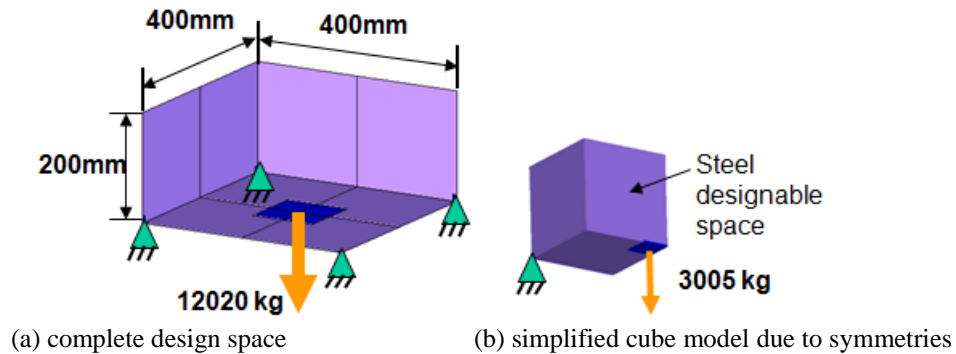 400mm
400mm
200mm
12020 kg
Steel
designable
space
3005 kg
(a) complete design space
(b) simplified cube model due to symmetries